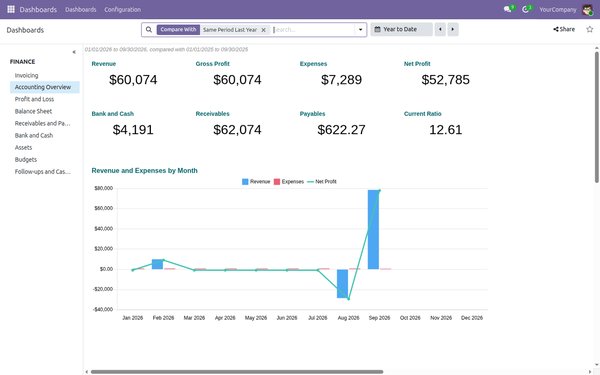 Dashboards Dashboards Configuration YourCompany
Dashboards Compare With Same Period Last Year Search... Year to Date Share
01/01/2026 to 09/30/2026, compared with 01/01/2025 to 09/30/2025
FINANCE
Invoicing
Accounting Overview
Profit and Loss
Balance Sheet
Receivables and Pa...
Bank and Cash
Assets
Budgets
Follow-ups and Cas...
Revenue Gross Profit Expenses Net Profit
$60,074 $60,074 $7,289 $52,785
Bank and Cash Receivables Payables Current Ratio
$4,191 $62,074 $622.27 12.61
Revenue and Expenses by Month
Revenue Expenses Net Profit
$80,000
$60,000
$40,000
$20,000
$0.00
-$20,000
-$40,000
Jan 2026 Feb 2026 Mar 2026 Apr 2026 May 2026 Jun 2026 Jul 2026 Aug 2026 Sep 2026 Oct 2026 Nov 2026 Dec 2026